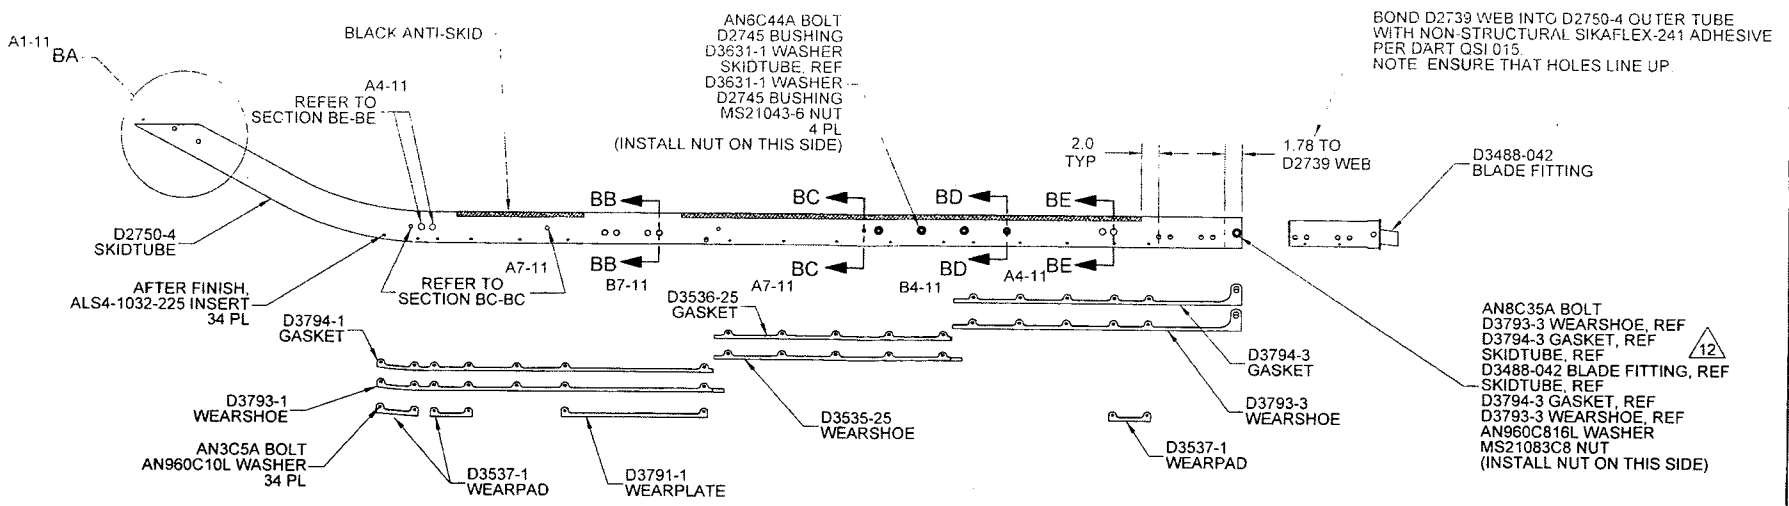 A1-11
BA
BLACK ANTI-SKID
AN6C44A BOLT
D2745 BUSHING
D3631-1 WASHER
SKIDTUBE, REF
D3631-1 WASHER
D2745 BUSHING
MS21043-6 NUT
4 PL
(INSTALL NUT ON THIS SIDE)
BOND D2739 WEB INTO D2750-4 OUTER TUBE
WITH NON-STRUCTURAL SIKAFLEX-241 ADHESIVE
PER DART QSI 015.
NOTE ENSURE THAT HOLES LINE UP.
A4-11
REFER TO
SECTION BE-BE
2.0
TYP
1.78 TO
D2739 WEB
D3488-042
BLADE FITTING
BB
BC
BD
BE
D2750-4
SKIDTUBE
BB
BC
BD
BE
A7-11
B7-11
A7-11
B4-11
A4-11
REFER TO
SECTION BC-BC
AFTER FINISH,
ALS4-1032-225 INSERT
34 PL
D3794-1
GASKET
D3536-25
GASKET
D3794-3
GASKET
D3793-1
WEARSHOE
D3535-25
WEARSHOE
D3793-3
WEARSHOE
AN3C5A BOLT
AN960C10L WASHER
34 PL
D3537-1
WEARPAD
D3791-1
WEARPLATE
D3537-1
WEARPAD
AN8C35A BOLT
D3793-3 WEARSHOE, REF
D3794-3 GASKET, REF
SKIDTUBE, REF
12
D3488-042 BLADE FITTING, REF
SKIDTUBE, REF
D3794-3 GASKET, REF
D3793-3 WEARSHOE, REF
AN960C816L WASHER
MS21083C8 NUT
(INSTALL NUT ON THIS SIDE)